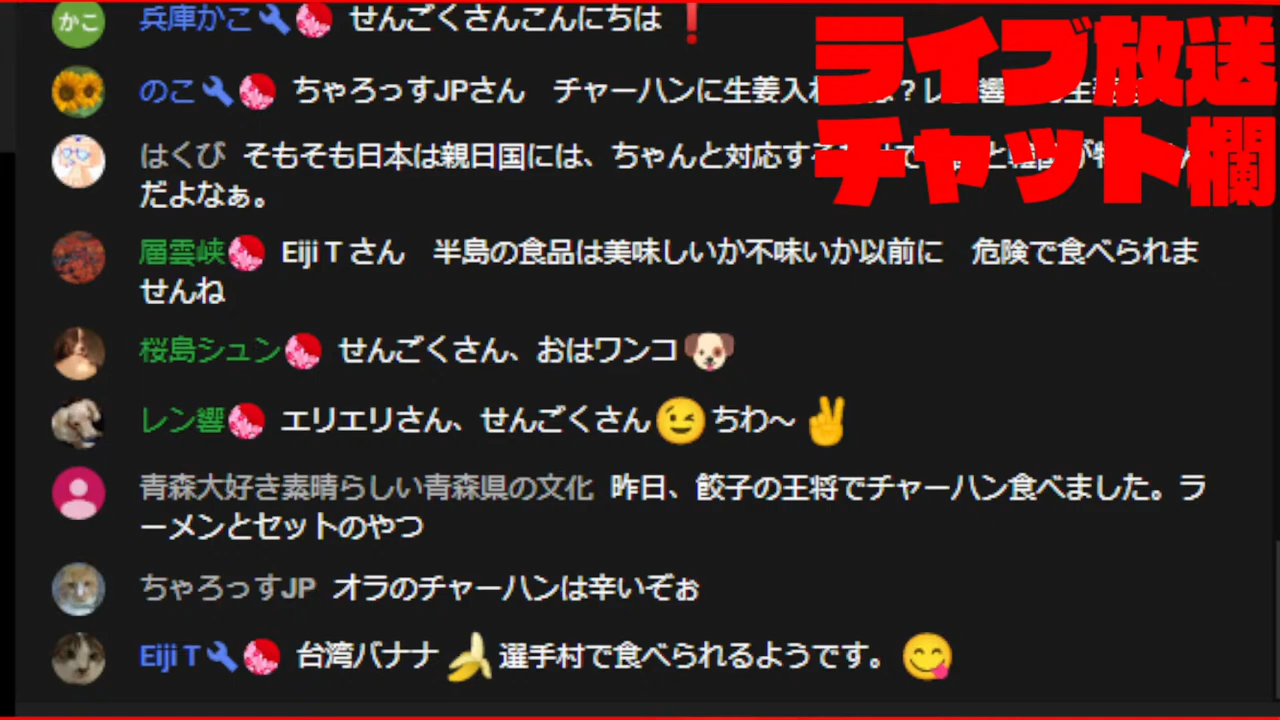 かこ
兵庫かこ せんごくさんこんにちは❗
ライブ放送
チャット欄
のこ ちゃろっすJPさん チャーハンに生姜入
はくび そもそも日本は親日国には、ちゃんと対応す
だよなぁ。
層雲峡 Eiji T さん 半島の食品は美味しいか不味いか以前に 危険で食べられま
せんね
桜島シュン せんごくさん、おはワンコ🐶
レン響 エリエリさん、せんごくさん😉ちわ～✌
青森大好き素晴らしい青森県の文化 昨日、餃子の王将でチャーハン食べました。ラ
ーメンとセットのやつ
ちゃろっすJP オラのチャーハンは辛いぞぉ
Eiji T 台湾バナナ🍌選手村で食べられるようです。😋